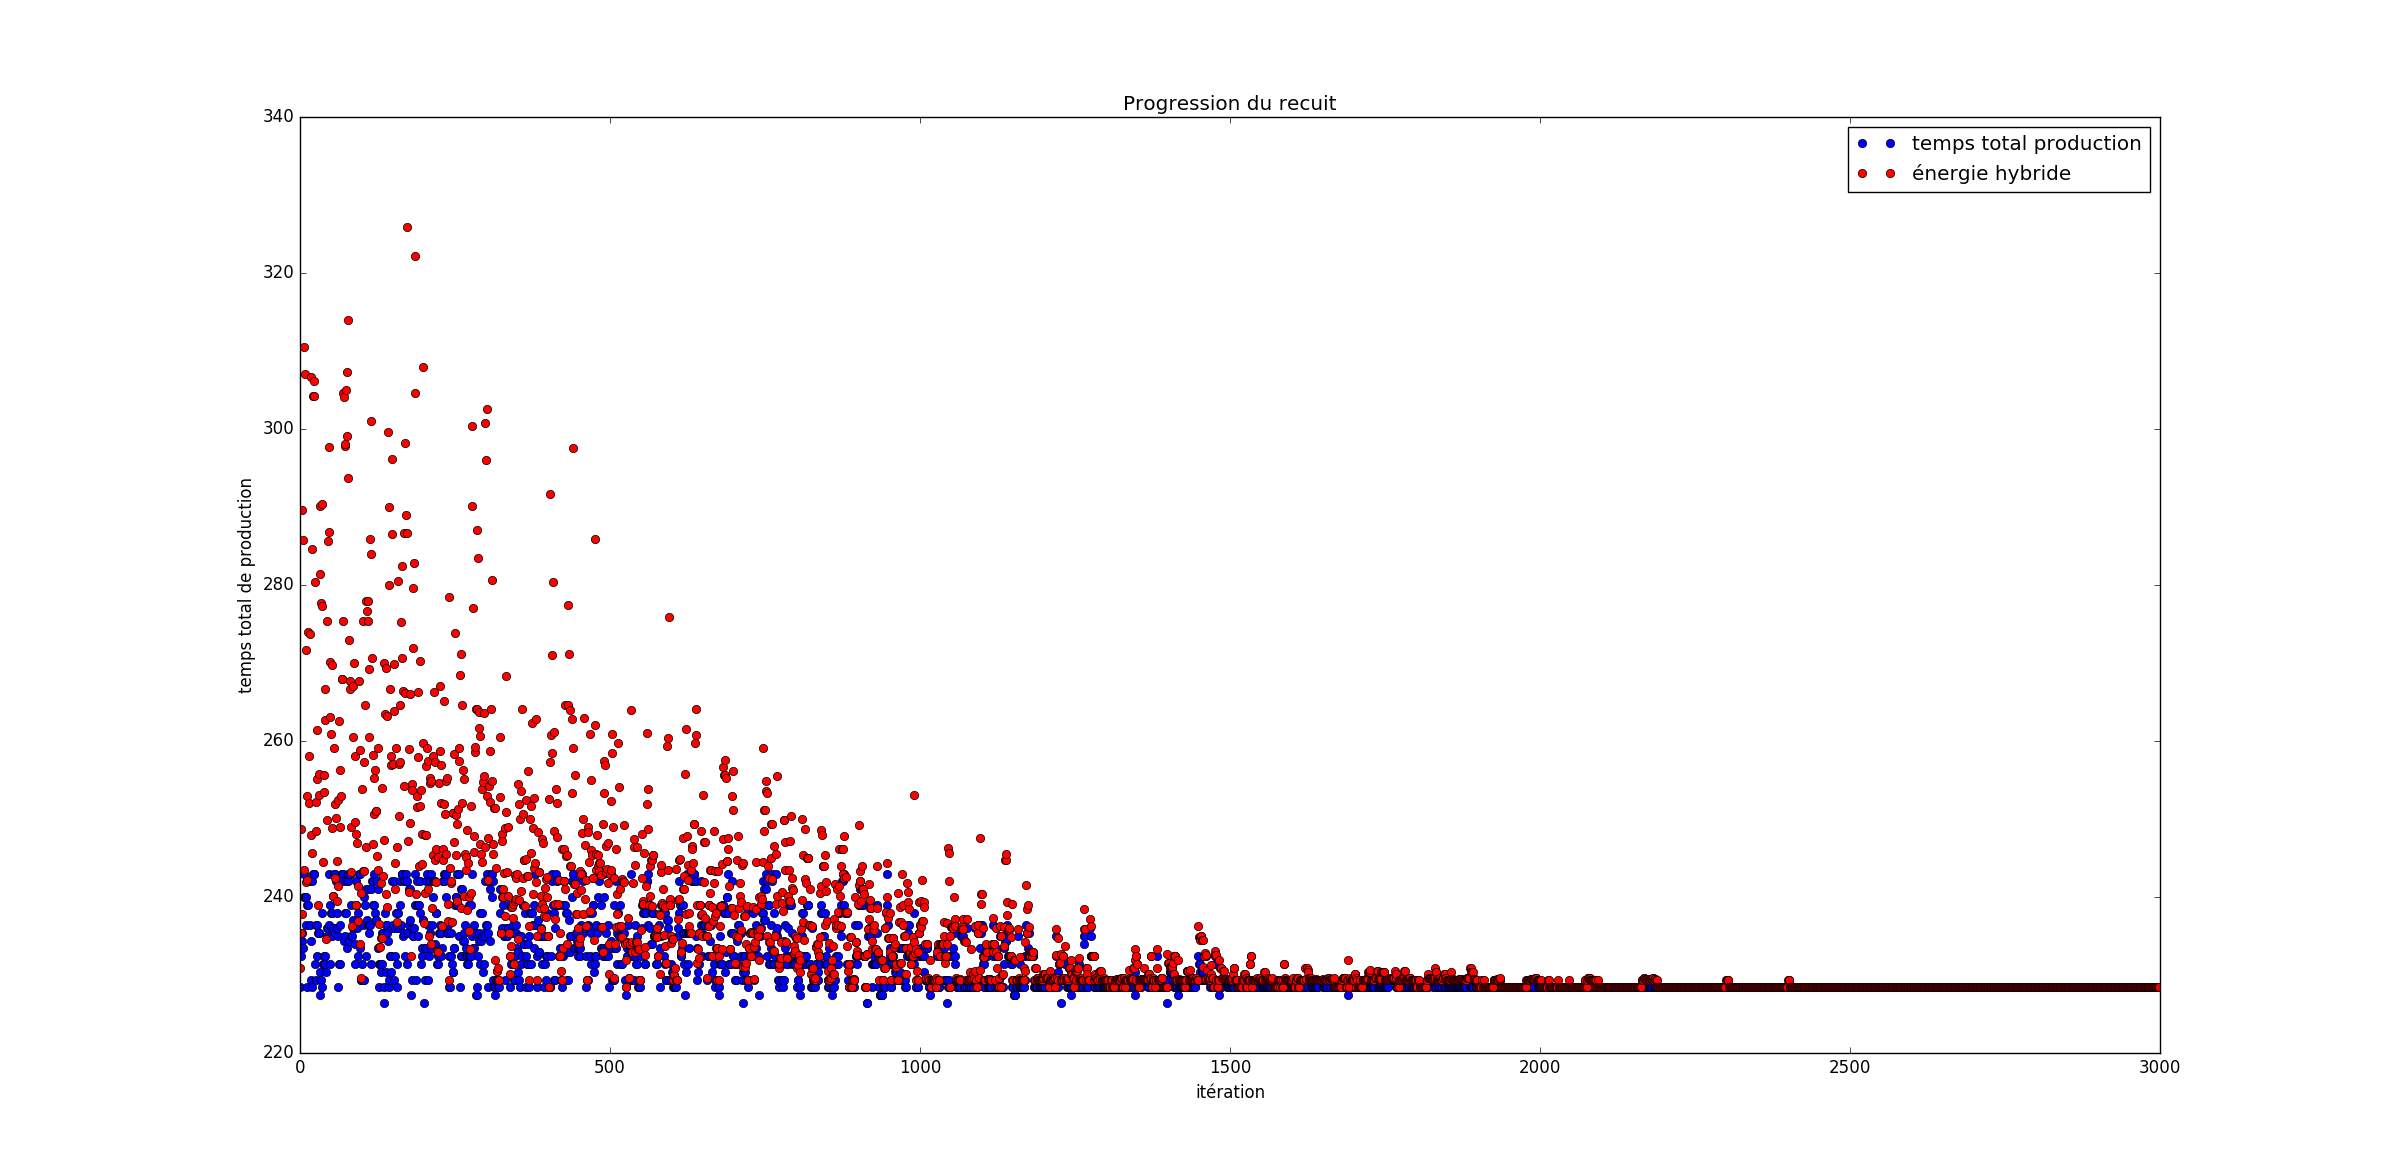 Progression du recuit
temps total production
énergie hybride
temps total de production
340
320
300
280
260
240
220
0
500
1000
1500
2000
2500
3000
itération